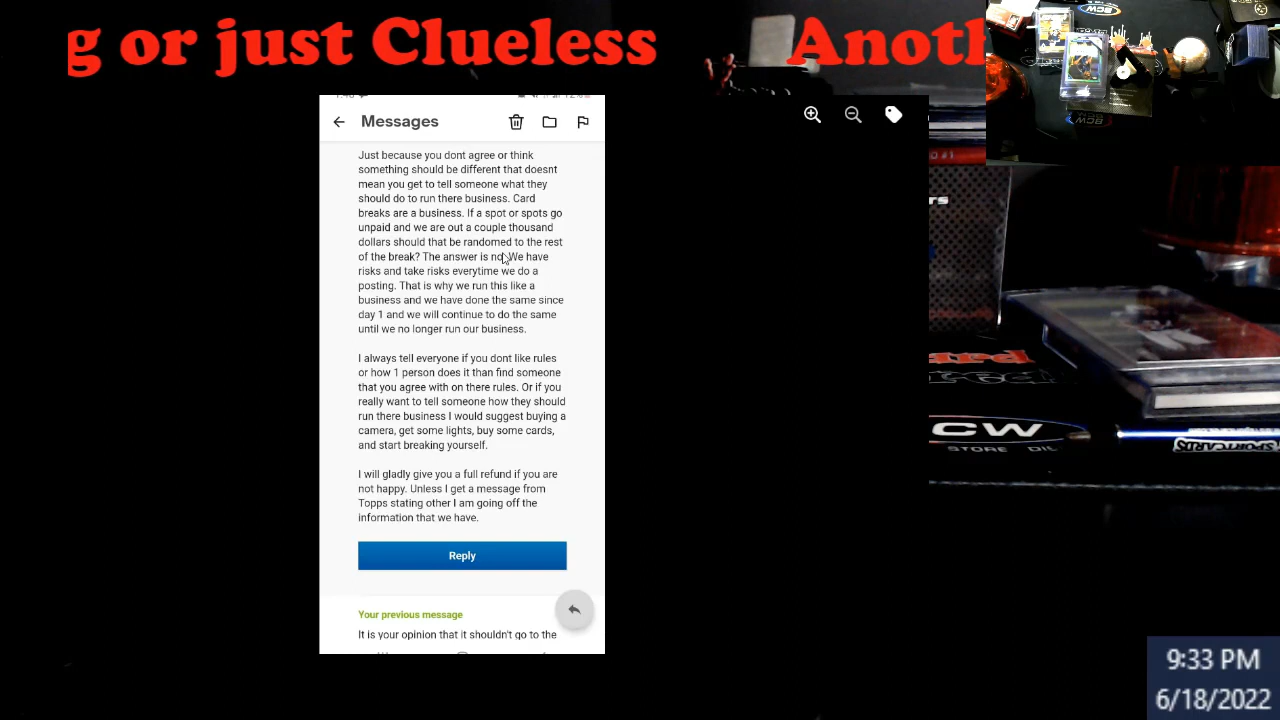 g or just Clueless Anoth
Messages
Just because you dont agree or think
something should be different that doesnt
mean you get to tell someone what they
should do to run there business. Card
breaks are a business. If a spot or spots go
unpaid and we are out a couple thousand
dollars should that be randomed to the rest
of the break? The answer is no. We have
risks and take risks everytime we do a
posting. That is why we run this like a
business and we have done the same since
day 1 and we will continue to do the same
until we no longer run our business.
I always tell everyone if you dont like rules
or how 1 person does it than find someone
that you agree with on there rules. Or if you
really want to tell someone how they should
run there business I would suggest buying a
camera, get some lights, buy some cards,
and start breaking yourself.
I will gladly give you a full refund if you are
not happy. Unless I get a message from
Topps stating other I am going off the
information that we have.
Reply
Your previous message
It is your opinion that it shouldn't go to the
BCW
CW
STORE DIS
SPORTCARDS
9:33 PM
6/18/2022